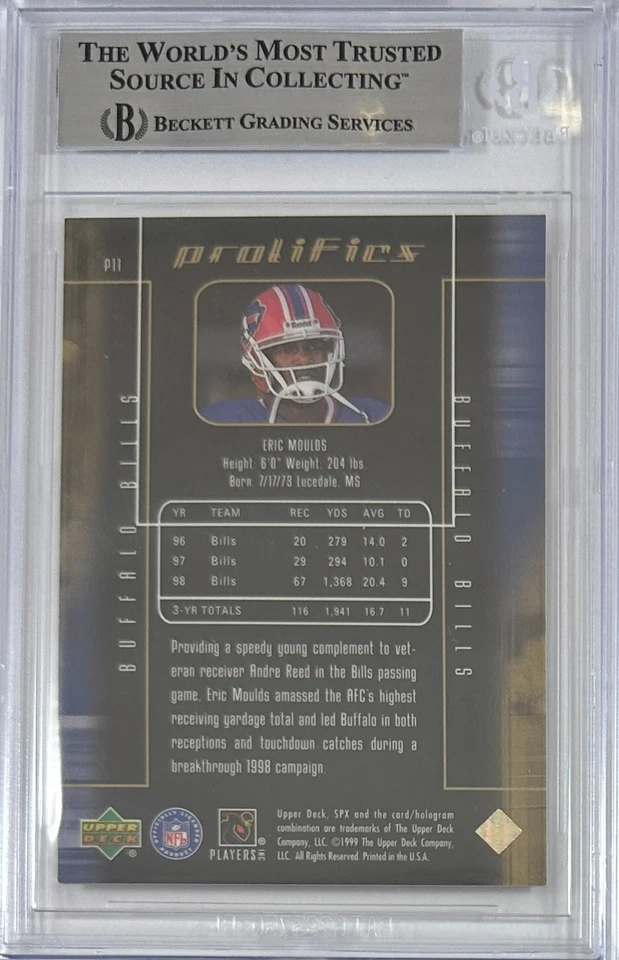 THE WORLD'S MOST TRUSTED
SOURCE IN COLLECTING™
B BECKETT GRADING SERVICES
P11
prolifics
Riddell
ERIC MOULDS
Height: 6'0" Weight: 204 lbs.
Born: 7/17/73 Lucedale, MS
BUFFALO BILLS
BUFFALO BILLS
YR TEAM REC YDS AVG TD
96 Bills 20 279 14.0 2
97 Bills 29 294 10.1 0
98 Bills 67 1,368 20.4 9
3-YR TOTALS 116 1,941 16.7 11
Providing a speedy young complement to vet-
eran receiver Andre Reed in the Bills passing
game, Eric Moulds amassed the AFC's highest
receiving yardage total and led Buffalo in both
receptions and touchdown catches during a
breakthrough 1998 campaign.
UPPER
DECK®
OFFICIALLY LICENSED
NFL
PRODUCT
PLAYERS INC®
Upper Deck, SPX and the card/hologram
combination are trademarks of The Upper Deck
Company, LLC. ©1999 The Upper Deck Company,
LLC. All Rights Reserved. Printed in the U.S.A.